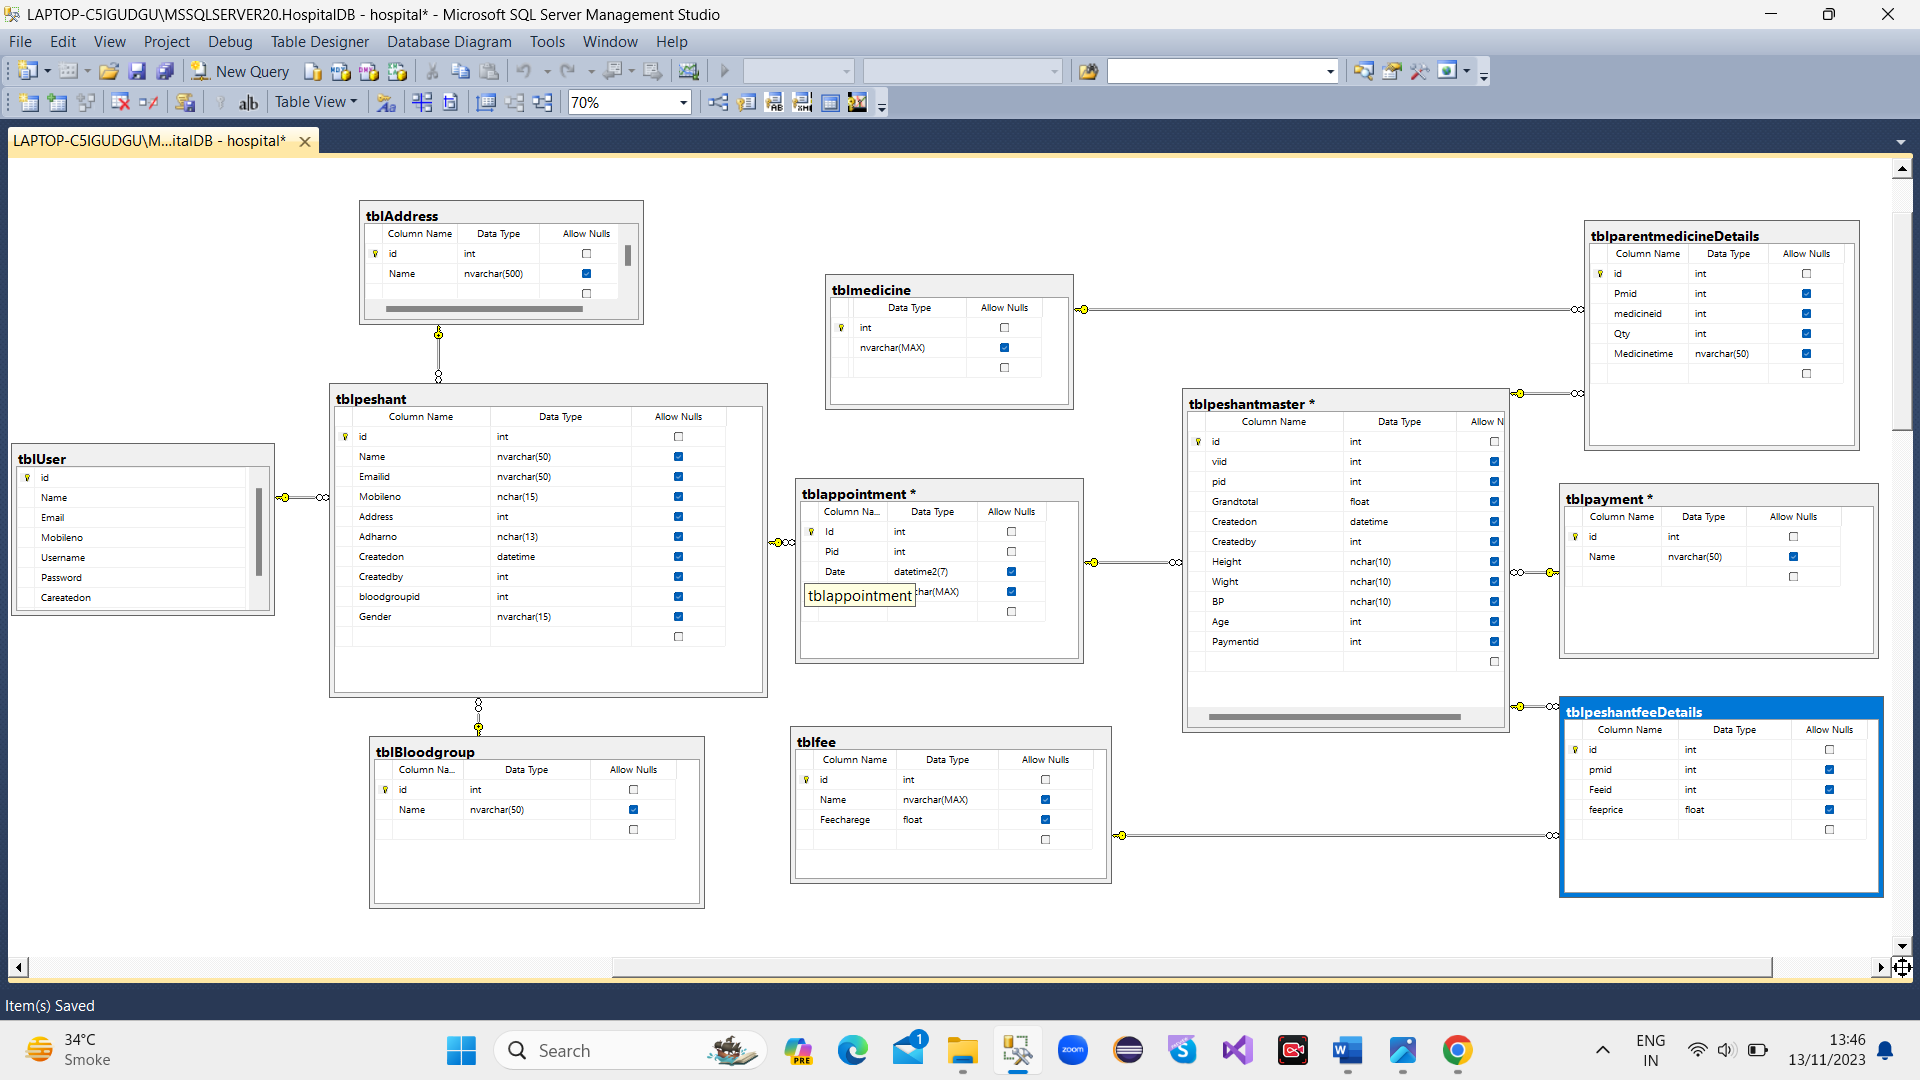 LAPTOP-C5IGUDGU\MSSQLSERVER20.HospitalDB - hospital* - Microsoft SQL Server Management Studio
File Edit View Project Debug Table Designer Database Diagram Tools Window Help
New Query
Table View 70%
LAPTOP-C5IGUDGU\M...italDB - hospital*
tblAddress
Column Name Data Type Allow Nulls
id int
Name nvarchar(500)
tblUser
id
Name
Email
Mobileno
Username
Password
Careatedon
tblpeshant
Column Name Data Type Allow Nulls
id int
Name nvarchar(50)
Emailid nvarchar(50)
Mobileno nchar(15)
Address int
Adharno nchar(13)
Createdon datetime
Createdby int
bloodgroupid int
Gender nvarchar(15)
tblBloodgroup
Column Na... Data Type Allow Nulls
id int
Name nvarchar(50)
tblmedicine
Data Type Allow Nulls
int
nvarchar(MAX)
tblappointment *
Column Na... Data Type Allow Nulls
Id int
Pid int
Date datetime2(7)
char(MAX)
tblappointment
tblfee
Column Name Data Type Allow Nulls
id int
Name nvarchar(MAX)
Feecharege float
tblpeshantmaster *
Column Name Data Type Allow N
id int
viid int
pid int
Grandtotal float
Createdon datetime
Createdby int
Height nchar(10)
Wight nchar(10)
BP nchar(10)
Age int
Paymentid int
tblparentmedicineDetails
Column Name Data Type Allow Nulls
id int
Pmid int
medicineid int
Qty int
Medicinetime nvarchar(50)
tblpayment *
Column Name Data Type Allow Nulls
id int
Name nvarchar(50)
tblpeshantfeeDetails
Column Name Data Type Allow Nulls
id int
pmid int
Feeid int
feeprice float
Item(s) Saved
34°C
Smoke
Search
PRE
1
zoom
ENG
IN
13:46
13/11/2023